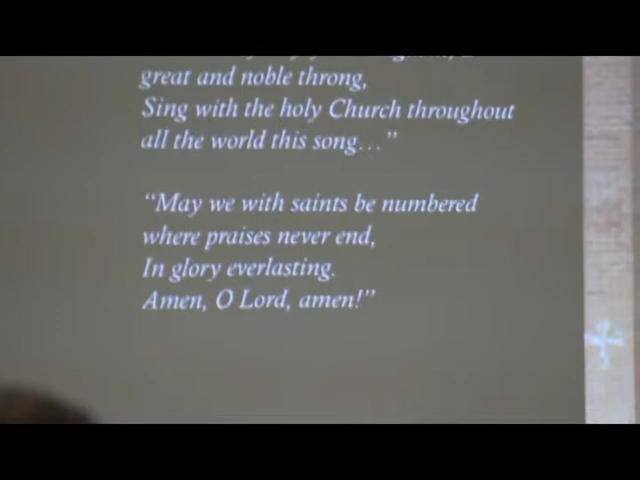 great and noble throng,
Sing with the holy Church throughout
all the world this song…”
“May we with saints be numbered
where praises never end,
In glory everlasting.
Amen, O Lord, amen!”